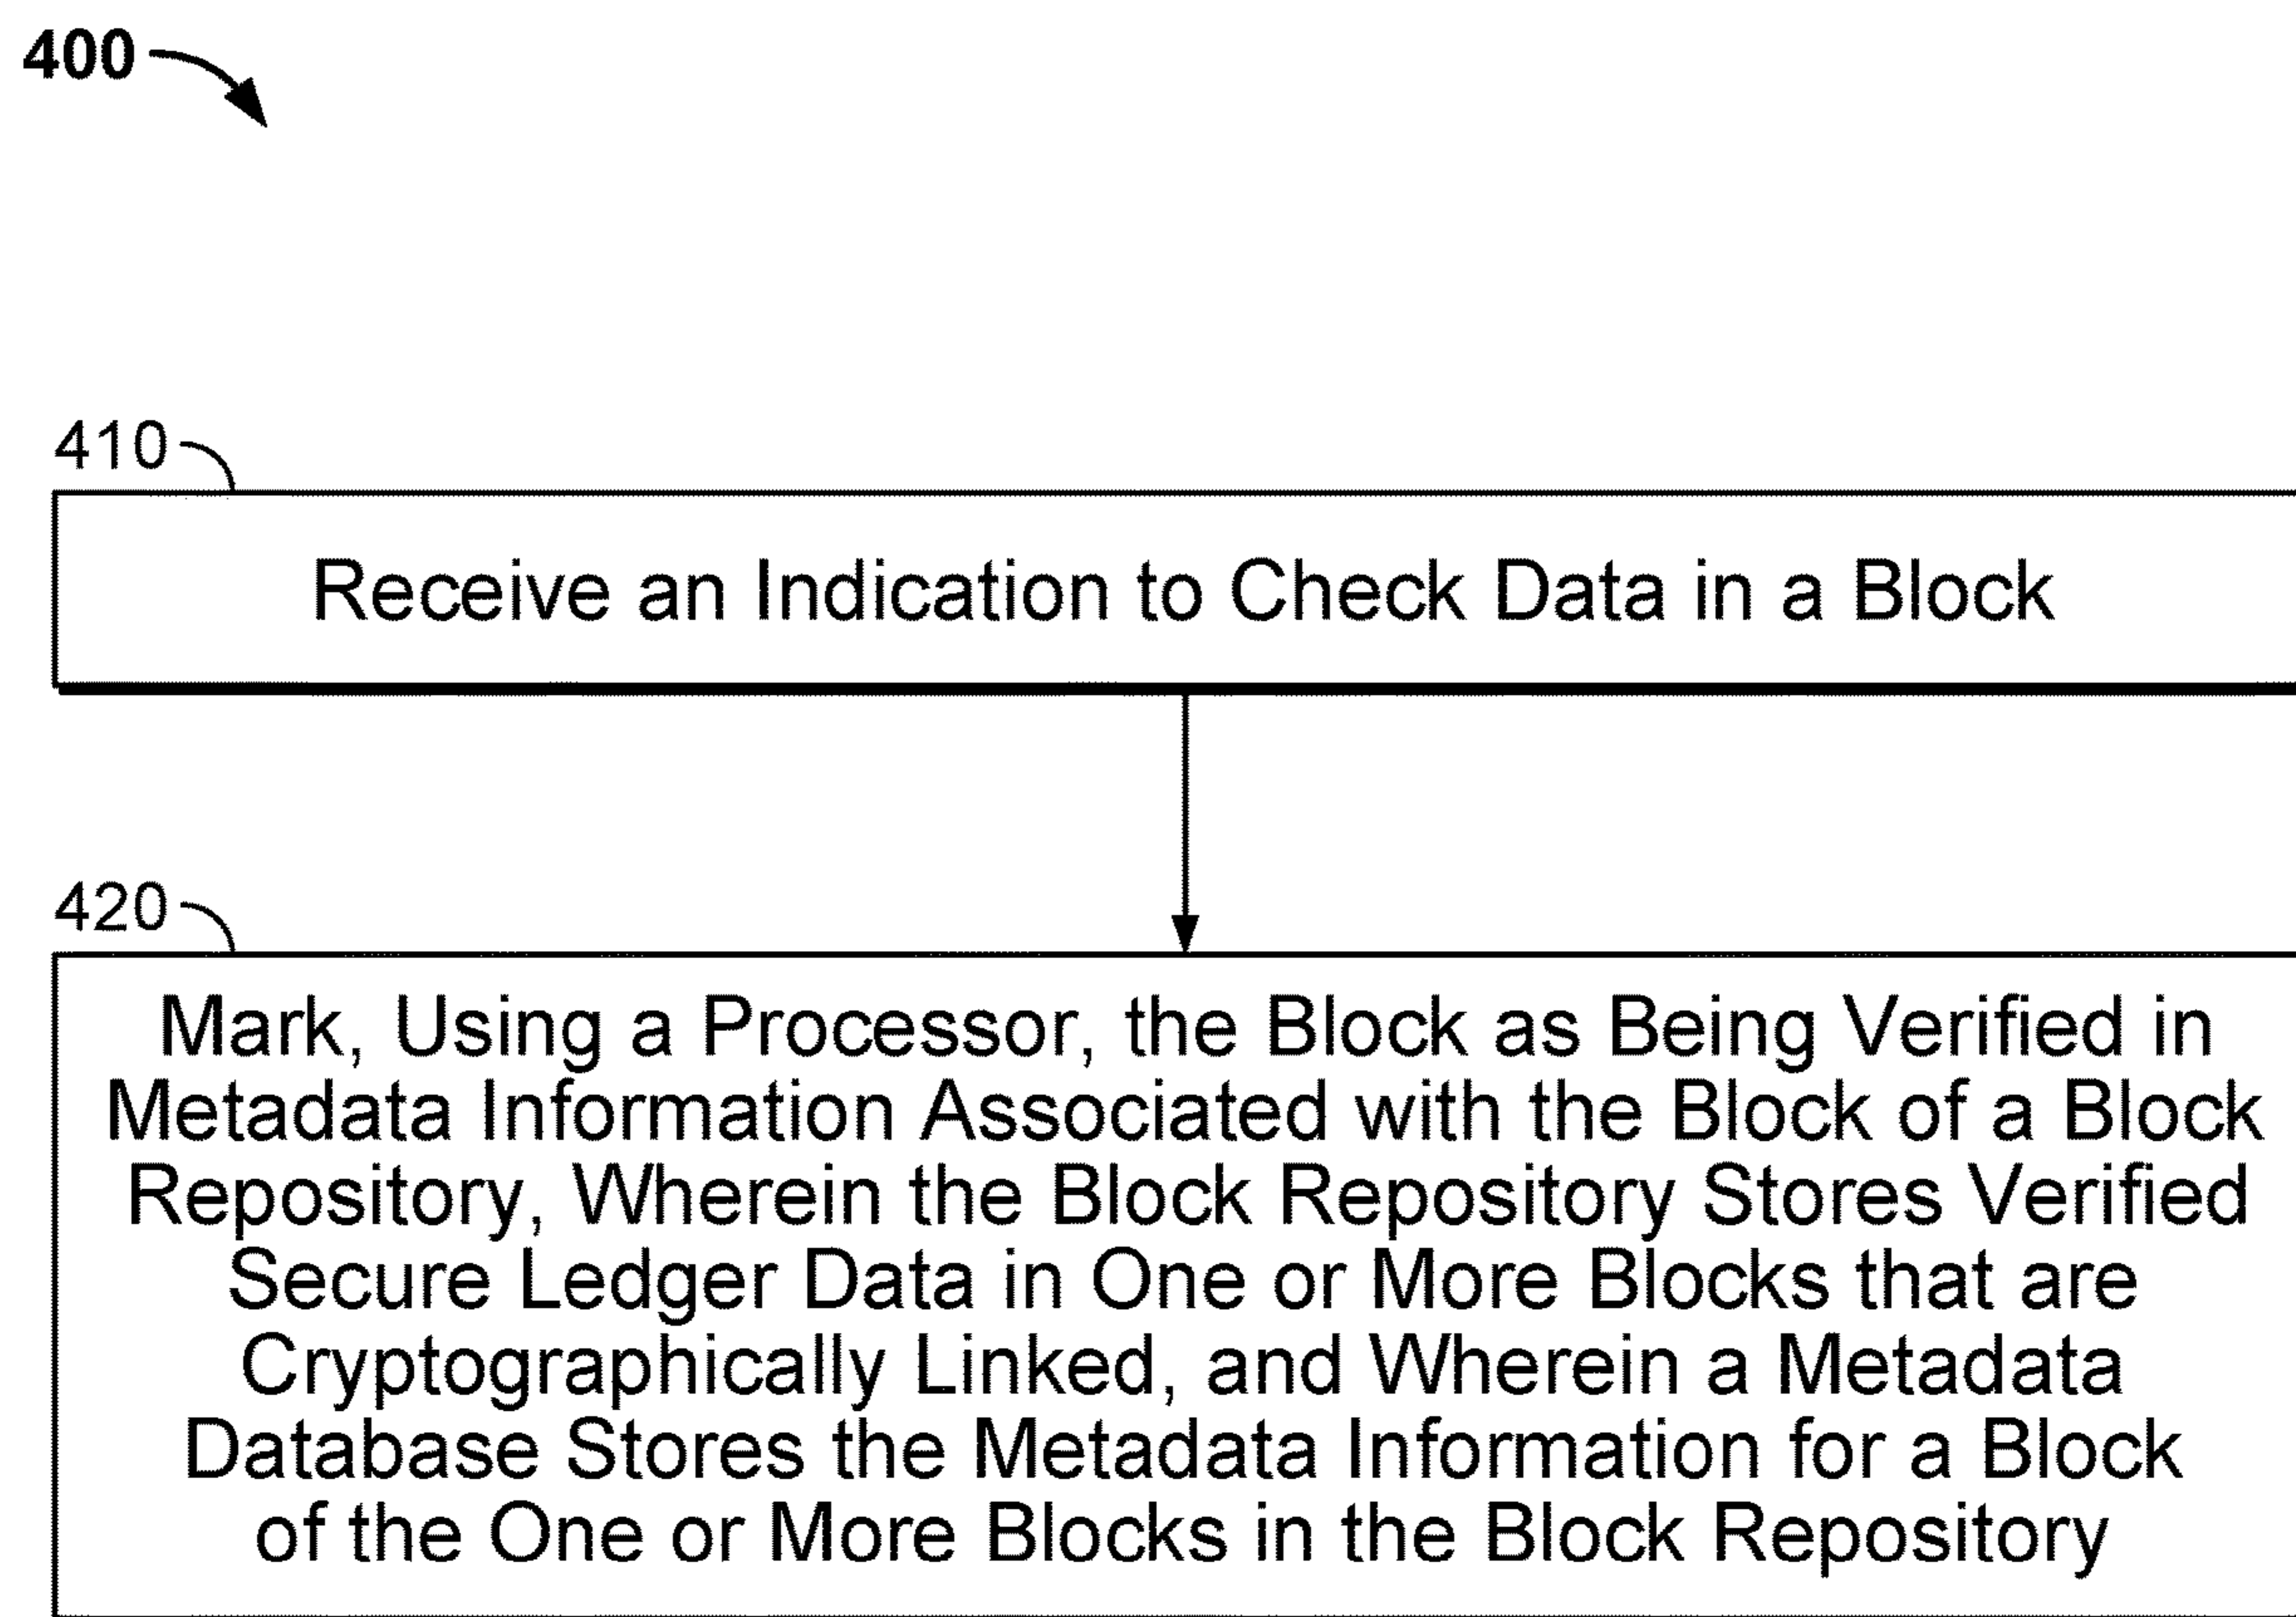 400
410
Receive an Indication to Check Data in a Block
420
Mark, Using a Processor, the Block as Being Verified in
Metadata Information Associated with the Block of a Block
Repository, Wherein the Block Repository Stores Verified
Secure Ledger Data in One or More Blocks that are
Cryptographically Linked, and Wherein a Metadata
Database Stores the Metadata Information for a Block
of the One or More Blocks in the Block Repository